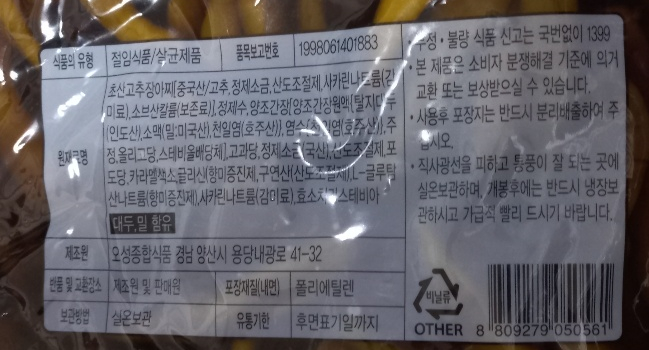 식품의 유형 절임식품/살균제품 품목보고번호 1998061401883
원재료명
초산고추장아찌[중국산/고추,정제소금,산도조절제,사카린나트륨(감
미료),소브산칼륨(보존료)],정제수,양조간장[양조간장원액{탈지대두
(인도산),소맥(밀:미국산),천일염(호주산)},염수(천일염(호주산)),주
정,올리고당,스테비올배당체],고과당,정제소금(국산),산도조절제,포
도당,카라멜색소,글리신(향미증진제),구연산(산도조절제),L-글루탐
산나트륨(향미증진제),사카린나트륨(감미료),효소처리스테비아
대두,밀 함유
제조원 오성종합식품 경남 양산시 용당내광로 41-32
반품 및 교환장소 제조원 및 판매원 포장재질(내면) 폴리에틸렌
보관방법 실온보관 유통기한 후면표기일까지
부정·불량 식품 신고는 국번없이 1399
·본 제품은 소비자 분쟁해결 기준에 의거
교환 또는 보상받으실 수 있습니다.
·사용후 포장지는 반드시 분리배출하여 주
십시오.
·직사광선을 피하고 통풍이 잘 되는 곳에
실온보관하며, 개봉후에는 반드시 냉장보
관하시고 가급적 빨리 드시기 바랍니다.
비닐류
OTHER
8 809279 050561